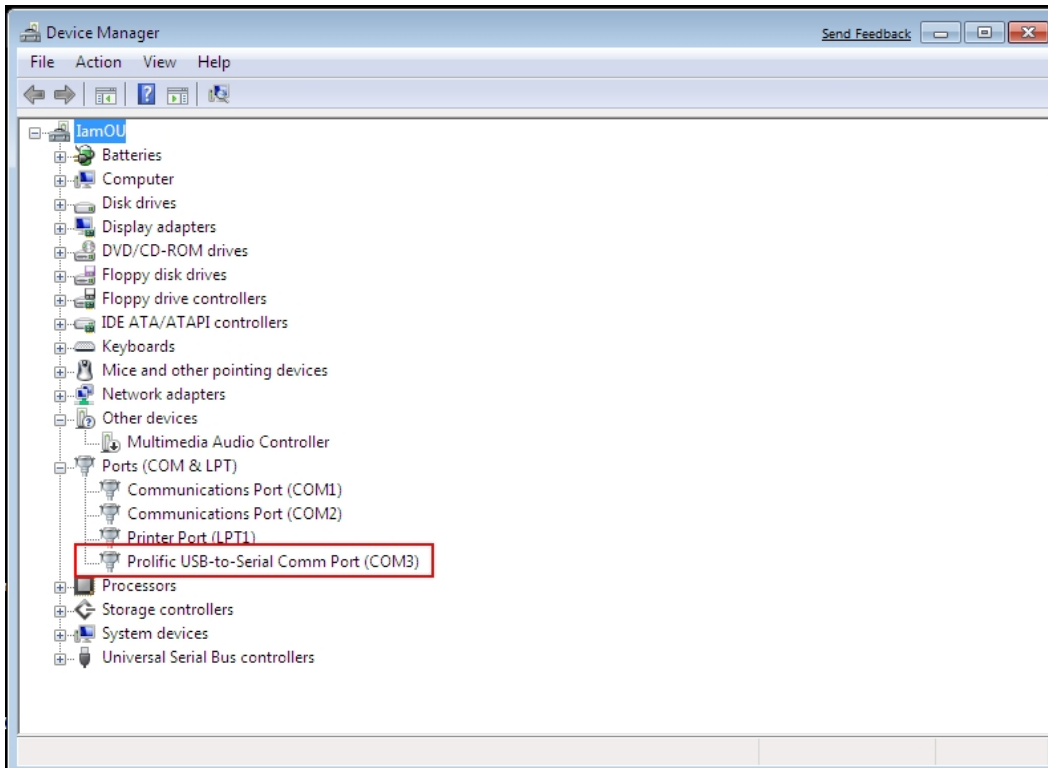 Device Manager
Send Feedback
File Action View Help
IamOU
Batteries
Computer
Disk drives
Display adapters
DVD/CD-ROM drives
Floppy disk drives
Floppy drive controllers
IDE ATA/ATAPI controllers
Keyboards
Mice and other pointing devices
Network adapters
Other devices
Multimedia Audio Controller
Ports (COM & LPT)
Communications Port (COM1)
Communications Port (COM2)
Printer Port (LPT1)
Prolific USB-to-Serial Comm Port (COM3)
Processors
Storage controllers
System devices
Universal Serial Bus controllers